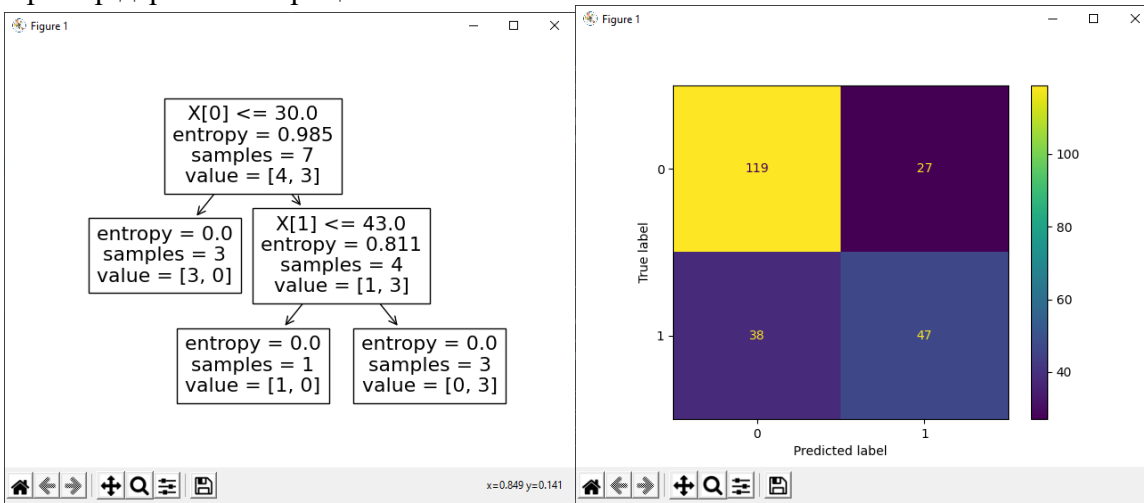 Figure 1
X[0] <= 30.0
entropy = 0.985
samples = 7
value = [4, 3]
entropy = 0.0
samples = 3
value = [3, 0]
X[1] <= 43.0
entropy = 0.811
samples = 4
value = [1, 3]
entropy = 0.0
samples = 1
value = [1, 0]
entropy = 0.0
samples = 3
value = [0, 3]
x=0.849 y=0.141
Figure 1
True label
0
119
27
1
38
47
0
1
Predicted label
100
80
60
40